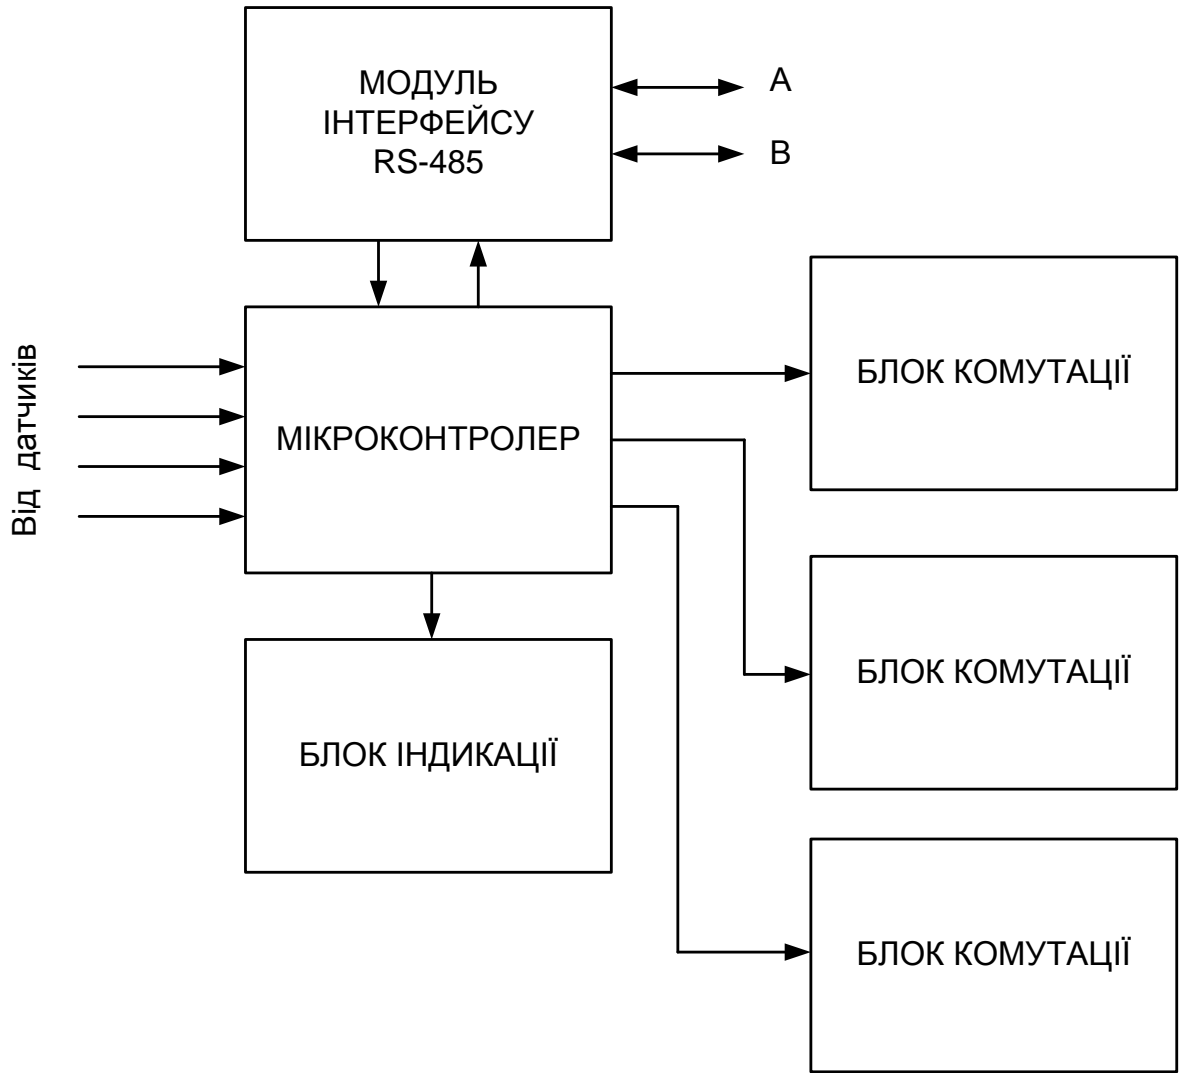 МОДУЛЬ
ІНТЕРФЕЙСУ
RS-485
A
B
Від датчиків
МІКРОКОНТРОЛЕР
БЛОК КОМУТАЦІЇ
БЛОК КОМУТАЦІЇ
БЛОК ІНДИКАЦІЇ
БЛОК КОМУТАЦІЇ